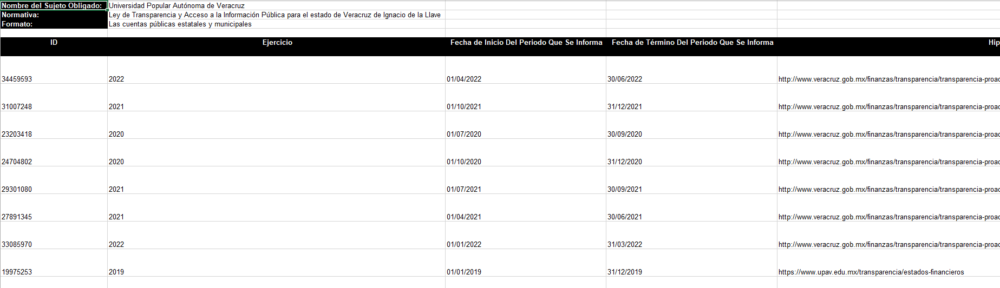 Nombre del Sujeto Obligado: Universidad Popular Autónoma de Veracruz
Normativa: Ley de Transparencia y Acceso a la Información Pública para el estado de Veracruz de Ignacio de la Llave
Formato: Las cuentas públicas estatales y municipales
ID Ejercicio Fecha de Inicio Del Periodo Que Se Informa Fecha de Término Del Periodo Que Se Informa Hip
34459593 2022 01/04/2022 30/06/2022 http://www.veracruz.gob.mx/finanzas/transparencia/transparencia-proac
31007248 2021 01/10/2021 31/12/2021 http://www.veracruz.gob.mx/finanzas/transparencia/transparencia-proac
23203418 2020 01/07/2020 30/09/2020 http://www.veracruz.gob.mx/finanzas/transparencia/transparencia-proac
24704802 2020 01/10/2020 31/12/2020 http://www.veracruz.gob.mx/finanzas/transparencia/transparencia-proac
29301080 2021 01/07/2021 30/09/2021 http://www.veracruz.gob.mx/finanzas/transparencia/transparencia-proac
27891345 2021 01/04/2021 30/06/2021 http://www.veracruz.gob.mx/finanzas/transparencia/transparencia-proac
33085970 2022 01/01/2022 31/03/2022 http://www.veracruz.gob.mx/finanzas/transparencia/transparencia-proac
19975253 2019 01/01/2019 31/12/2019 https://www.upav.edu.mx/transparencia/estados-financieros